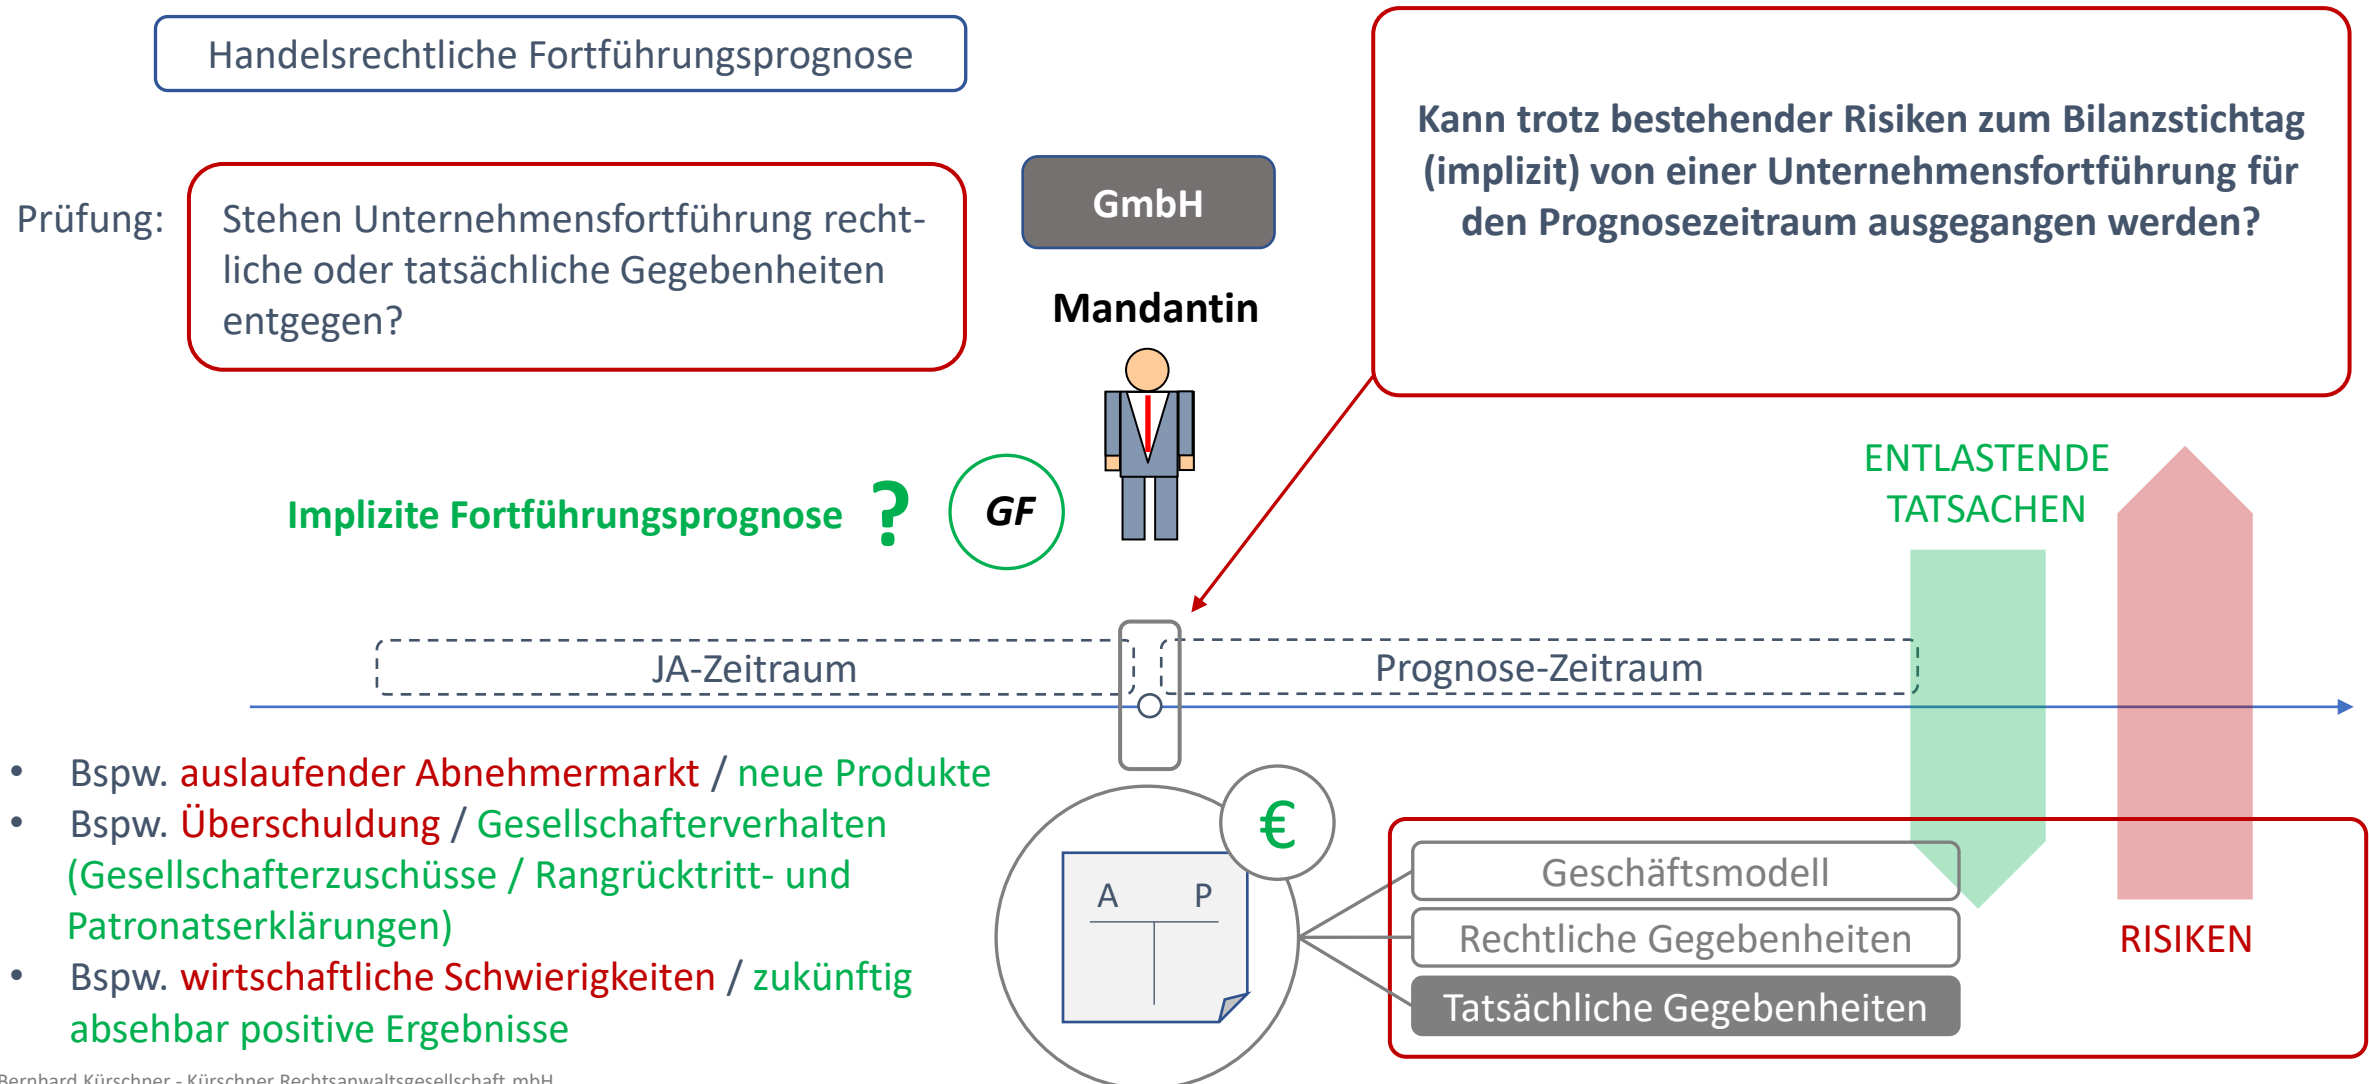 Handelsrechtliche Fortführungsprognose
Prüfung:
Stehen Unternehmensfortführung recht-
liche oder tatsächliche Gegebenheiten
entgegen?
GmbH
Mandantin
Kann trotz bestehender Risiken zum Bilanzstichtag
(implizit) von einer Unternehmensfortführung für
den Prognosezeitraum ausgegangen werden?
Implizite Fortführungsprognose ?
GF
ENTLASTENDE
TATSACHEN
JA-Zeitraum
Prognose-Zeitraum
• Bspw. auslaufender Abnehmermarkt / neue Produkte
• Bspw. Überschuldung / Gesellschafterverhalten
(Gesellschafterzuschüsse / Rangrücktritt- und
Patronatserklärungen)
• Bspw. wirtschaftliche Schwierigkeiten / zukünftig
absehbar positive Ergebnisse
€
A P
Geschäftsmodell
Rechtliche Gegebenheiten
Tatsächliche Gegebenheiten
RISIKEN
Bernhard Kürschner - Kürschner Rechtsanwaltsgesellschaft mbH